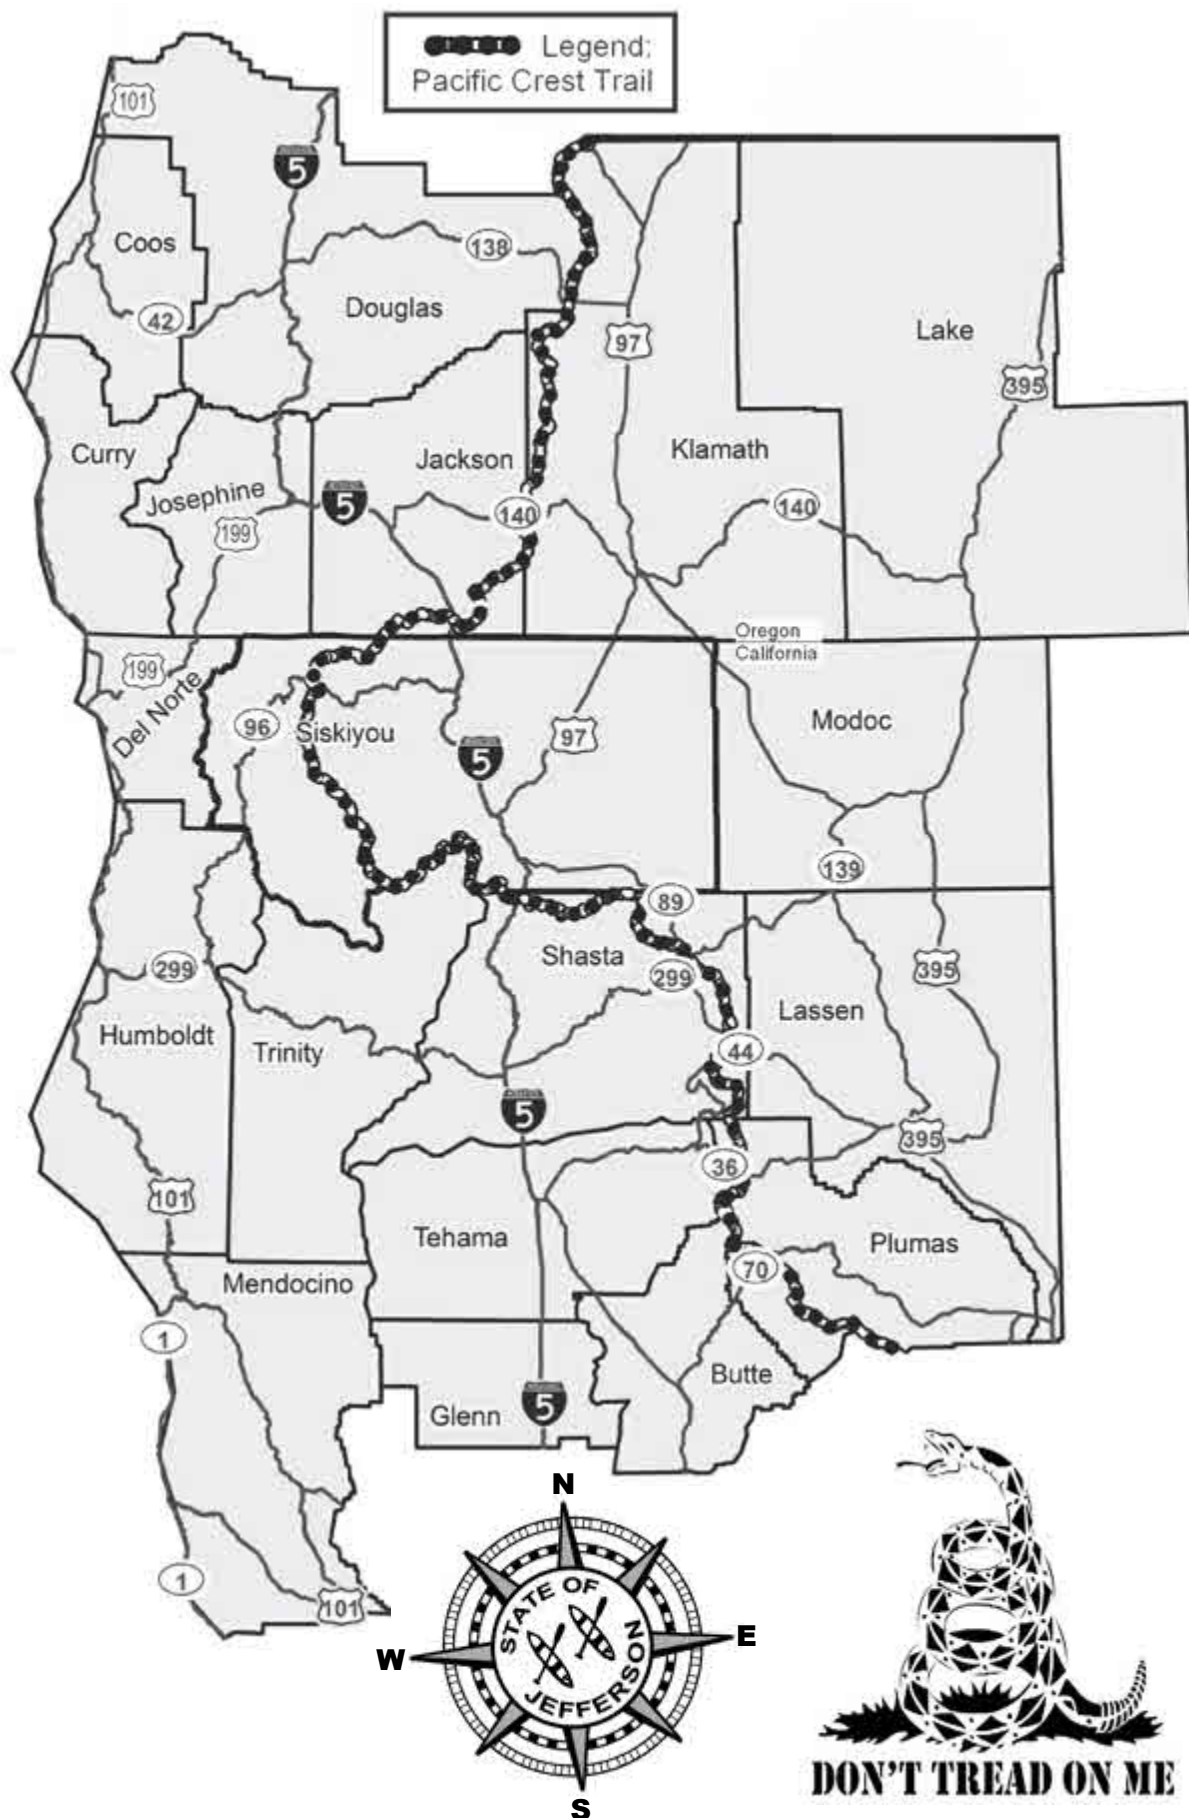 Legend:
Pacific Crest Trail
101
5
Coos
138
42
Douglas
97
Lake
395
Curry
Jackson
Klamath
Josephine
5
140
140
199
Oregon
California
199
Del Norte
96
Siskiyou
97
Modoc
5
139
89
Shasta
299
299
395
Lassen
Humboldt
Trinity
44
5
395
36
101
Tehama
Plumas
70
Mendocino
1
Butte
5
Glenn
1
101
N
W
E
S
STATE OF
JEFFERSON
DON'T TREAD ON ME